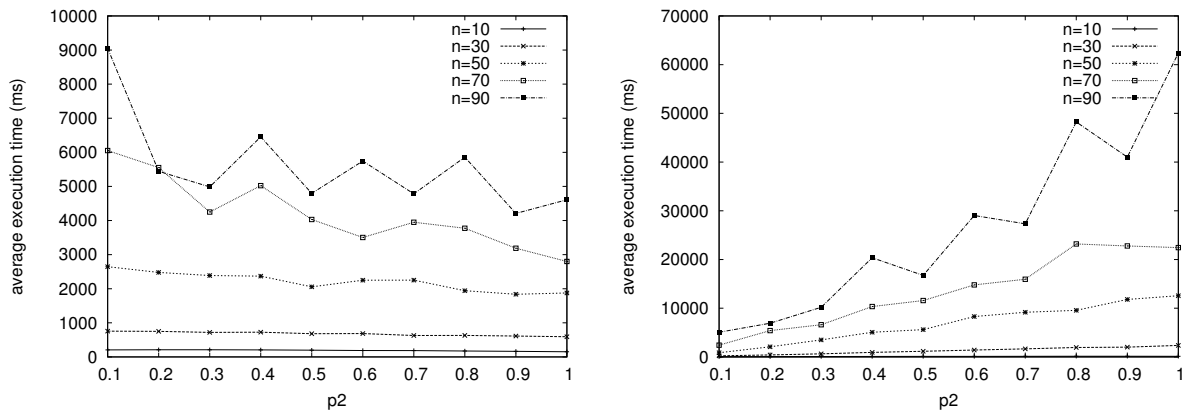 10000
9000
8000
7000
6000
5000
4000
3000
2000
1000
0
0.1 0.2 0.3 0.4 0.5 0.6 0.7 0.8 0.9 1
average execution time (ms)
p2
n=10
n=30
n=50
n=70
n=90
70000
60000
50000
40000
30000
20000
10000
0
0.1 0.2 0.3 0.4 0.5 0.6 0.7 0.8 0.9 1
average execution time (ms)
p2
n=10
n=30
n=50
n=70
n=90